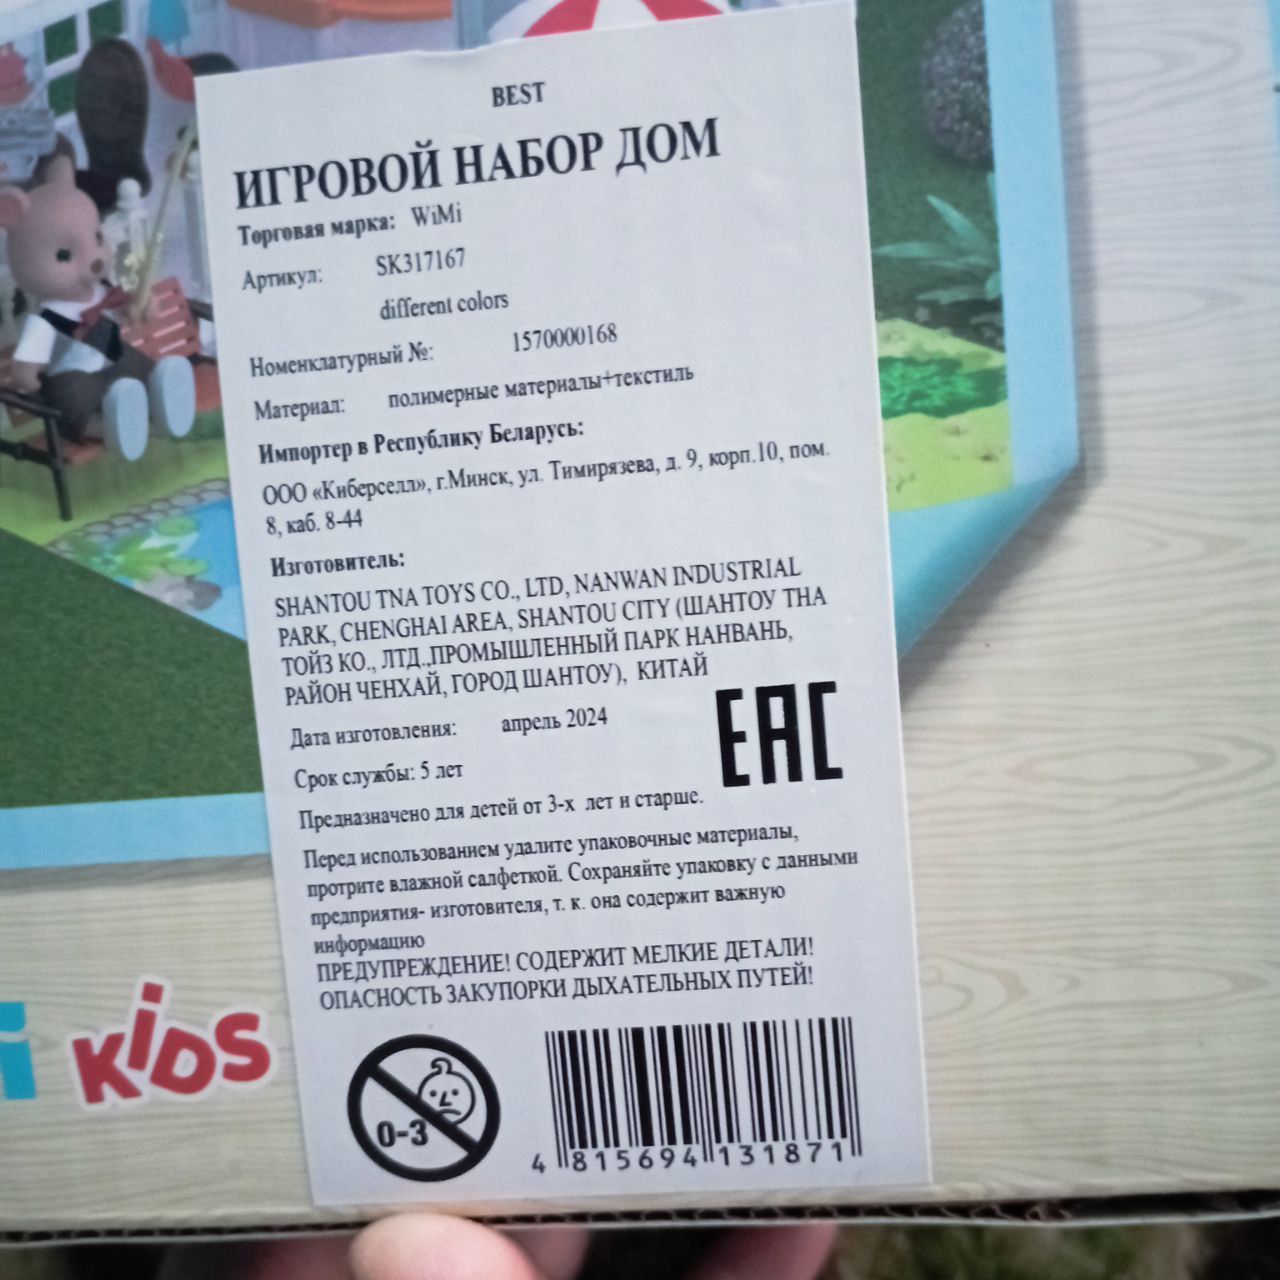 BEST
ИГРОВОЙ НАБОР ДОМ
Торговая марка: WiMi
Артикул: SK317167
different colors
Номенклатурный №: 1570000168
Материал: полимерные материалы+текстиль
Импортер в Республику Беларусь:
ООО «Киберселл», г.Минск, ул. Тимирязева, д. 9, корп.10, пом.
8, каб. 8-44
Изготовитель:
SHANTOU TNA TOYS CO., LTD, NANWAN INDUSTRIAL
PARK, CHENGHAI AREA, SHANTOU CITY (ШАНТОУ ТНА
ТОЙЗ КО., ЛТД.,ПРОМЫШЛЕННЫЙ ПАРК НАНВАНЬ,
РАЙОН ЧЕНХАЙ, ГОРОД ШАНТОУ), КИТАЙ
Дата изготовления: апрель 2024
EAC
Срок службы: 5 лет
Предназначено для детей от 3-х лет и старше.
Перед использованием удалите упаковочные материалы,
протрите влажной салфеткой. Сохраняйте упаковку с данными
предприятия- изготовителя, т. к. она содержит важную
информацию
ПРЕДУПРЕЖДЕНИЕ! СОДЕРЖИТ МЕЛКИЕ ДЕТАЛИ!
ОПАСНОСТЬ ЗАКУПОРКИ ДЫХАТЕЛЬНЫХ ПУТЕЙ!
KiDS
0-3
4 815694 131871